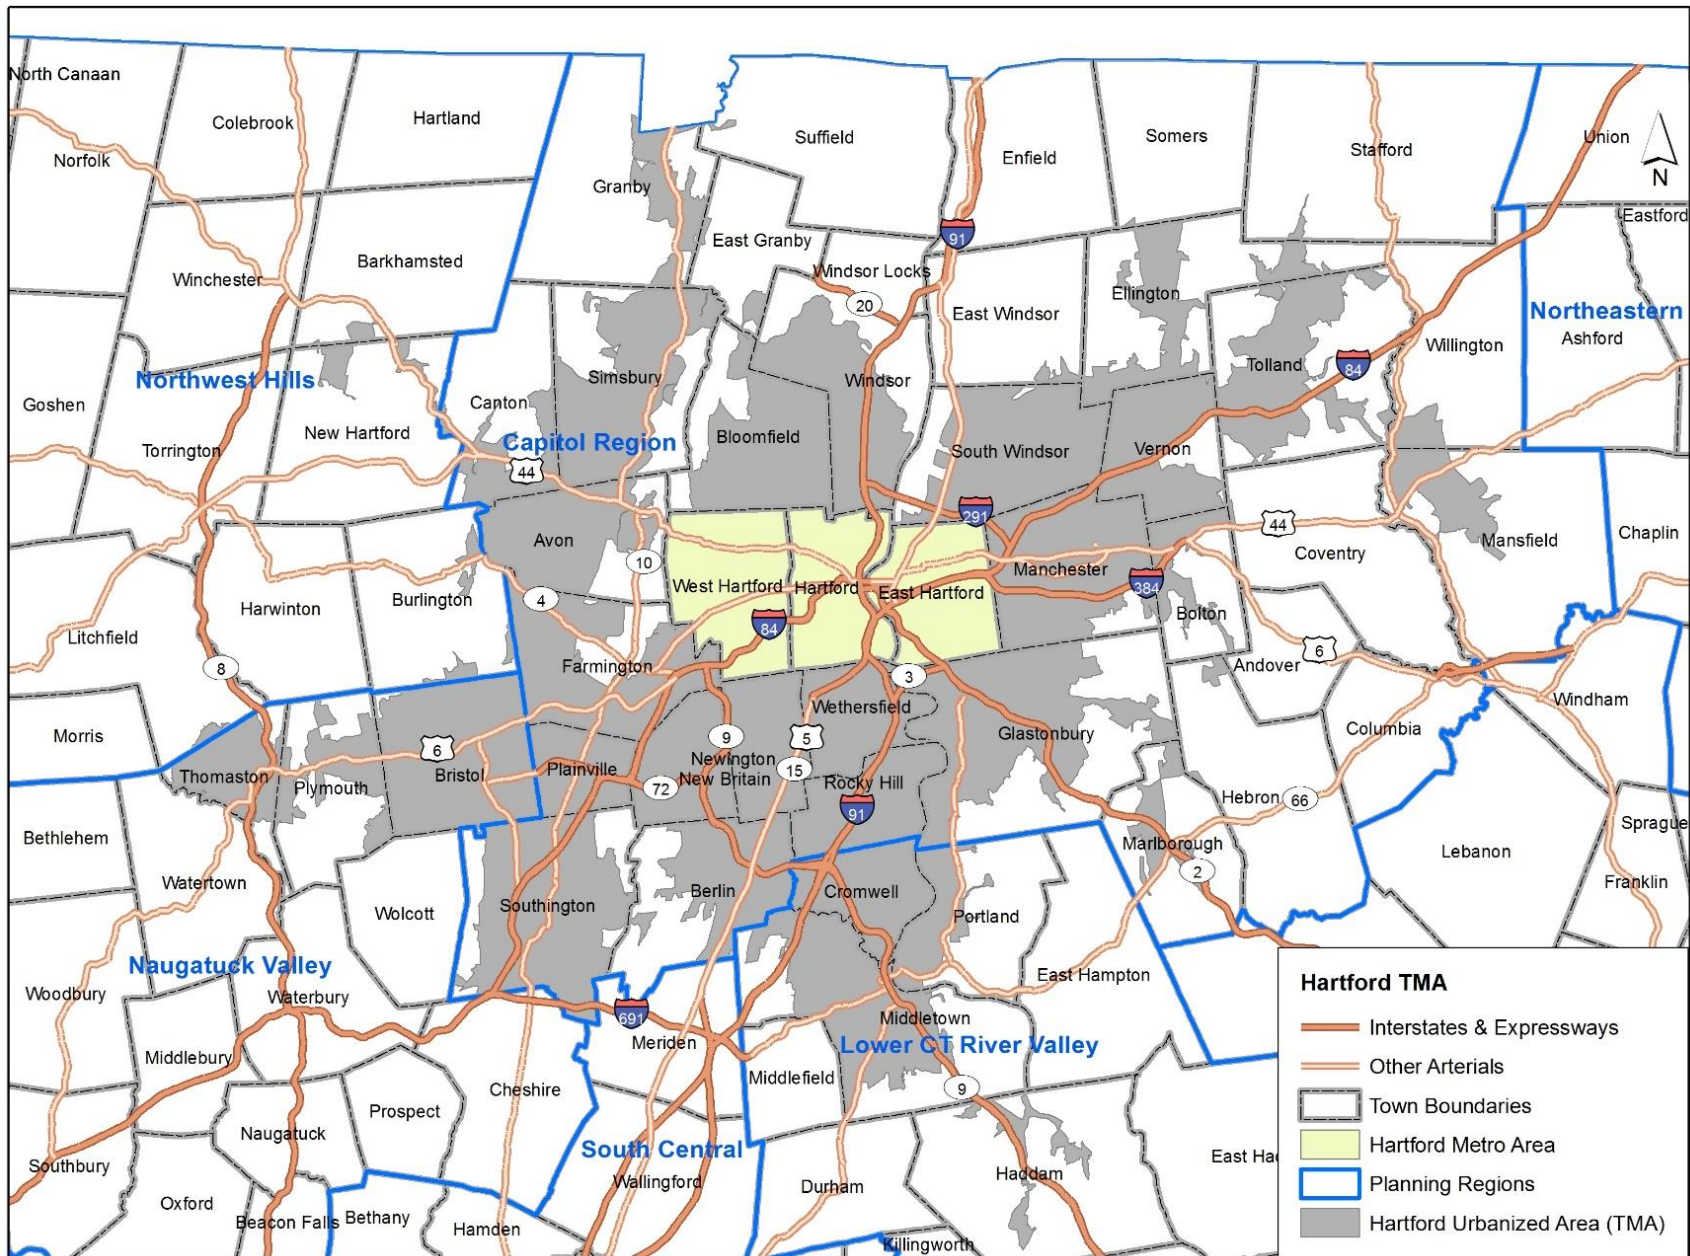 North Canaan
Colebrook
Hartland
Suffield
Enfield
Somers
Stafford
Union
N
Norfolk
Granby
East Granby
91
Eastford
Winchester
Barkhamsted
Windsor Locks
20
East Windsor
Ellington
Northeastern
Ashford
Willington
Tolland
84
Northwest Hills
Goshen
Simsbury
Windsor
Canton
New Hartford
Torrington
Capitol Region
Bloomfield
South Windsor
Vernon
44
291
44
Avon
Coventry
Mansfield
Chaplin
10
West Hartford
Hartford
East Hartford
Manchester
384
Bolton
4
Burlington
Harwinton
Litchfield
84
8
Farmington
3
Andover
6
Wethersfield
Windham
Columbia
Morris
Glastonbury
9
5
6
Newington
New Britain
15
Thomaston
Plymouth
Bristol
Plainville
72
Rocky Hill
91
Hebron
66
Bethlehem
Sprague
Marlborough
2
Lebanon
Watertown
Wolcott
Southington
Berlin
Cromwell
Portland
Franklin
Naugatuck Valley
Woodbury
Waterbury
East Hampton
691
Meriden
Middletown
Lower CT River Valley
Middlebury
Middlefield
9
Cheshire
Prospect
Naugatuck
South Central
Wallingford
Southbury
Haddam
Durham
East Had
Oxford
Beacon Falls
Bethany
Hamden
Killingworth
Hartford TMA
Interstates & Expressways
Other Arterials
Town Boundaries
Hartford Metro Area
Planning Regions
Hartford Urbanized Area (TMA)